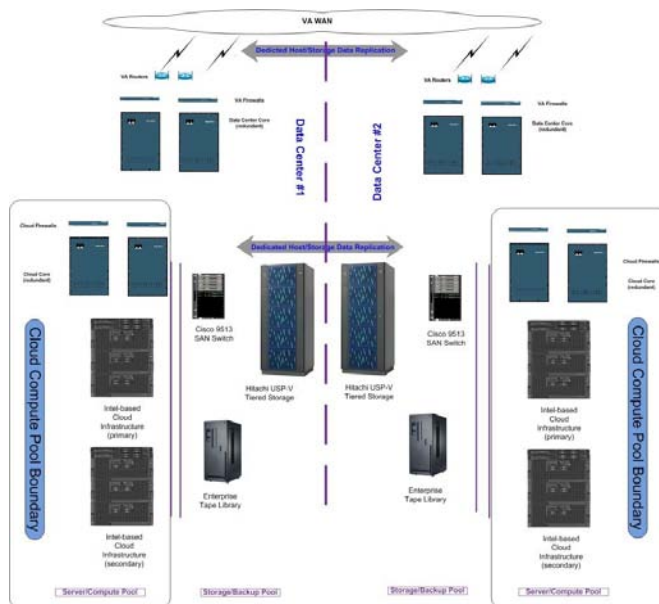 VA WAN
Dedicted Host/Storage Data Replication
VA Routers
VA Firewalls
Data Center Core
(redundant)
VA Routers
VA Firewalls
Data Center Core
(redundant)
Data Center #1
Data Center #2
Cloud Firewalls
Cloud Core
(redundant)
Dedicated Host/Storage Data Replication
Cloud Firewalls
Cloud Core
(redundant)
Cisco 9513
SAN Switch
Hitachi USP-V
Tiered Storage
Hitachi USP-V
Tiered Storage
Cisco 9513
SAN Switch
Cloud Compute Pool Boundary
Intel-based
Cloud
Infrastructure
(primary)
Intel-based
Cloud
Infrastructure
(secondary)
Enterprise
Tape Library
Enterprise
Tape Library
Intel-based
Cloud
Infrastructure
(primary)
Intel-based
Cloud
Infrastructure
(secondary)
Cloud Compute Pool Boundary
Server/Compute Pool
Storage/Backup Pool
Storage/Backup Pool
Server/Compute Pool